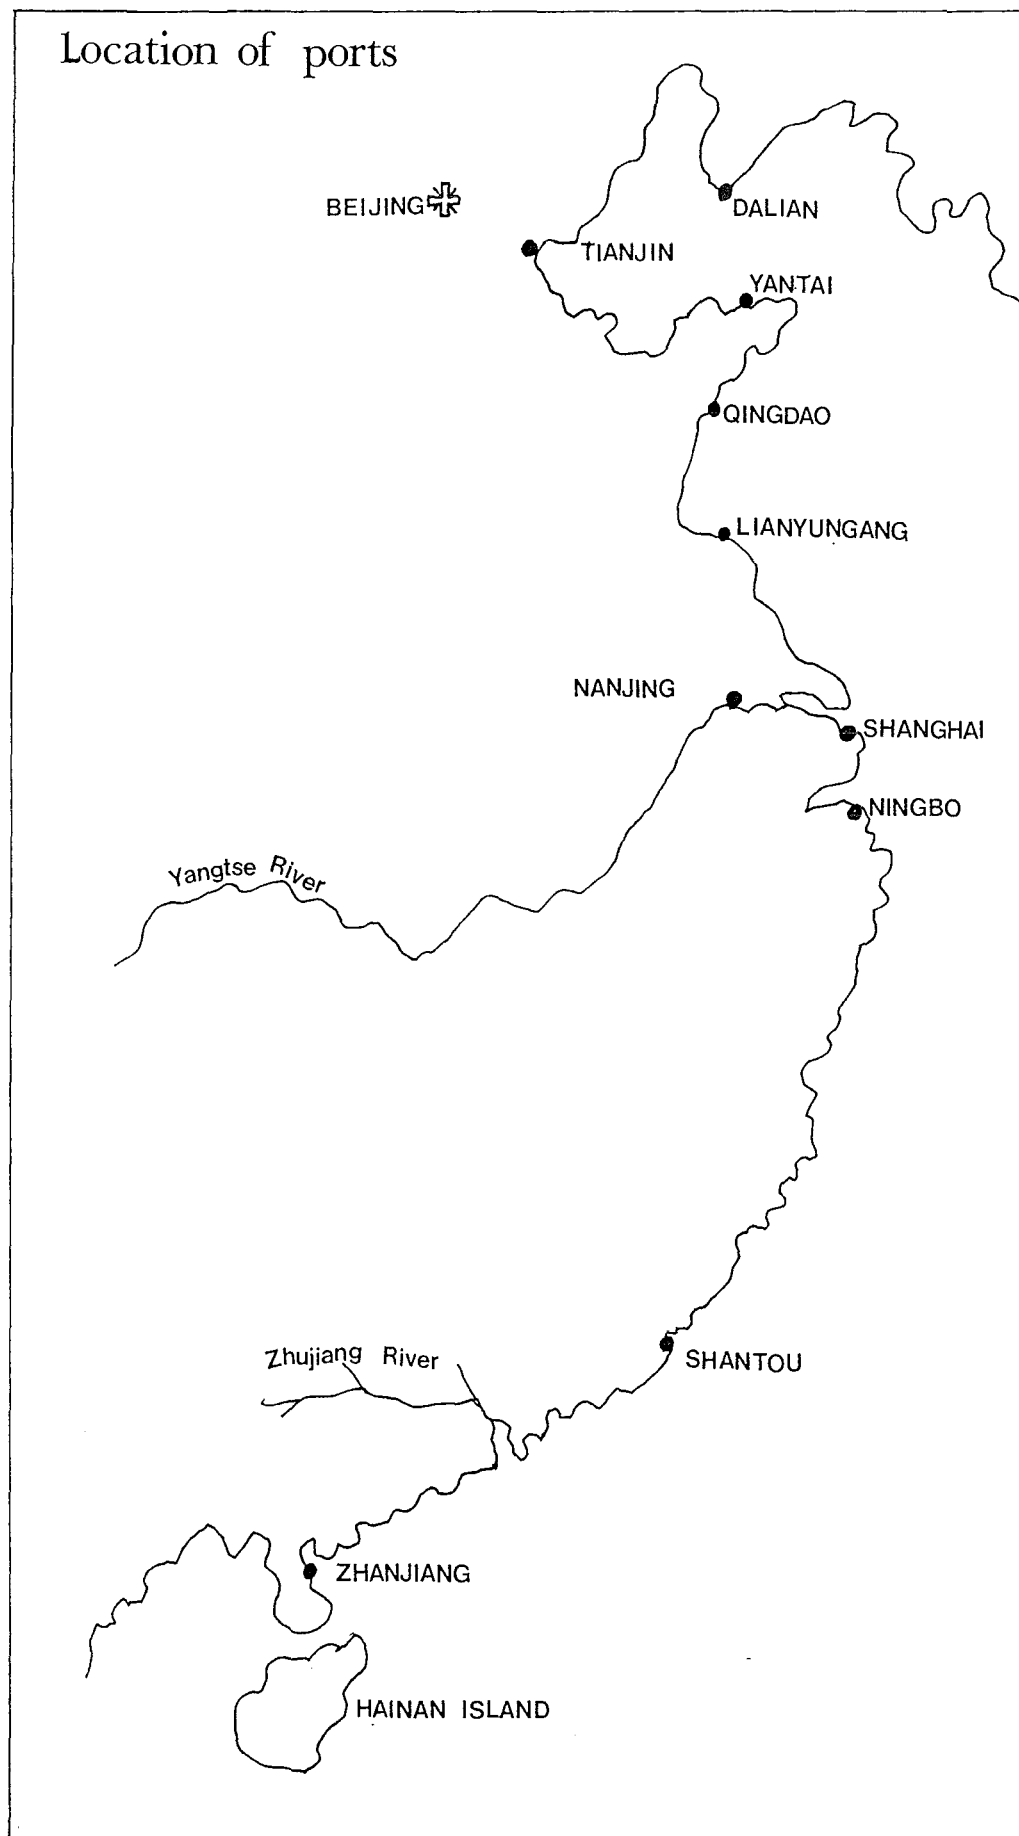 Location of ports
BEIJING
DALIAN
TIANJIN
YANTAI
QINGDAO
LIANYUNGANG
NANJING
SHANGHAI
NINGBO
Yangtse River
Zhujiang River
SHANTOU
ZHANJIANG
HAINAN ISLAND